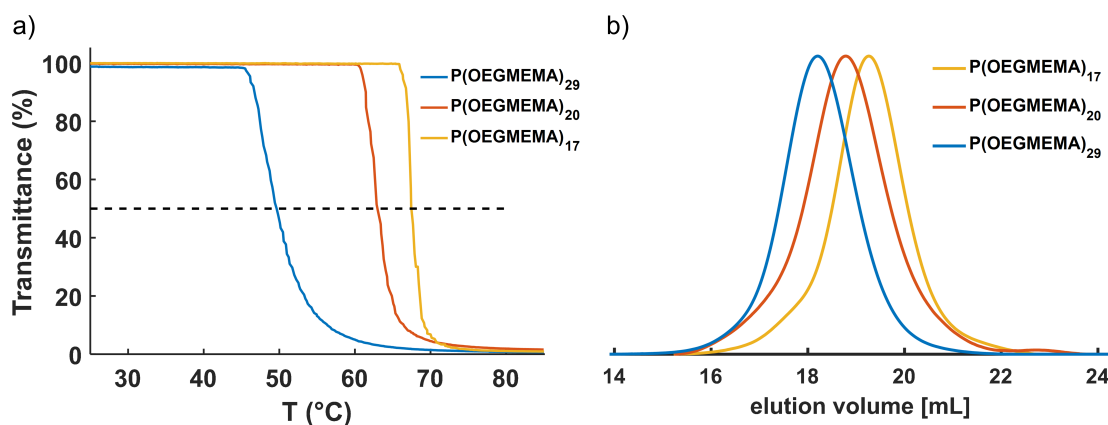 a)
100
80
60
40
20
0
Transmittance (%)
30 40 50 60 70 80
T (°C)
P(OEGMEMA)₂₉
P(OEGMEMA)₂₀
P(OEGMEMA)₁₇
b)
P(OEGMEMA)₁₇
P(OEGMEMA)₂₀
P(OEGMEMA)₂₉
14 16 18 20 22 24
elution volume [mL]